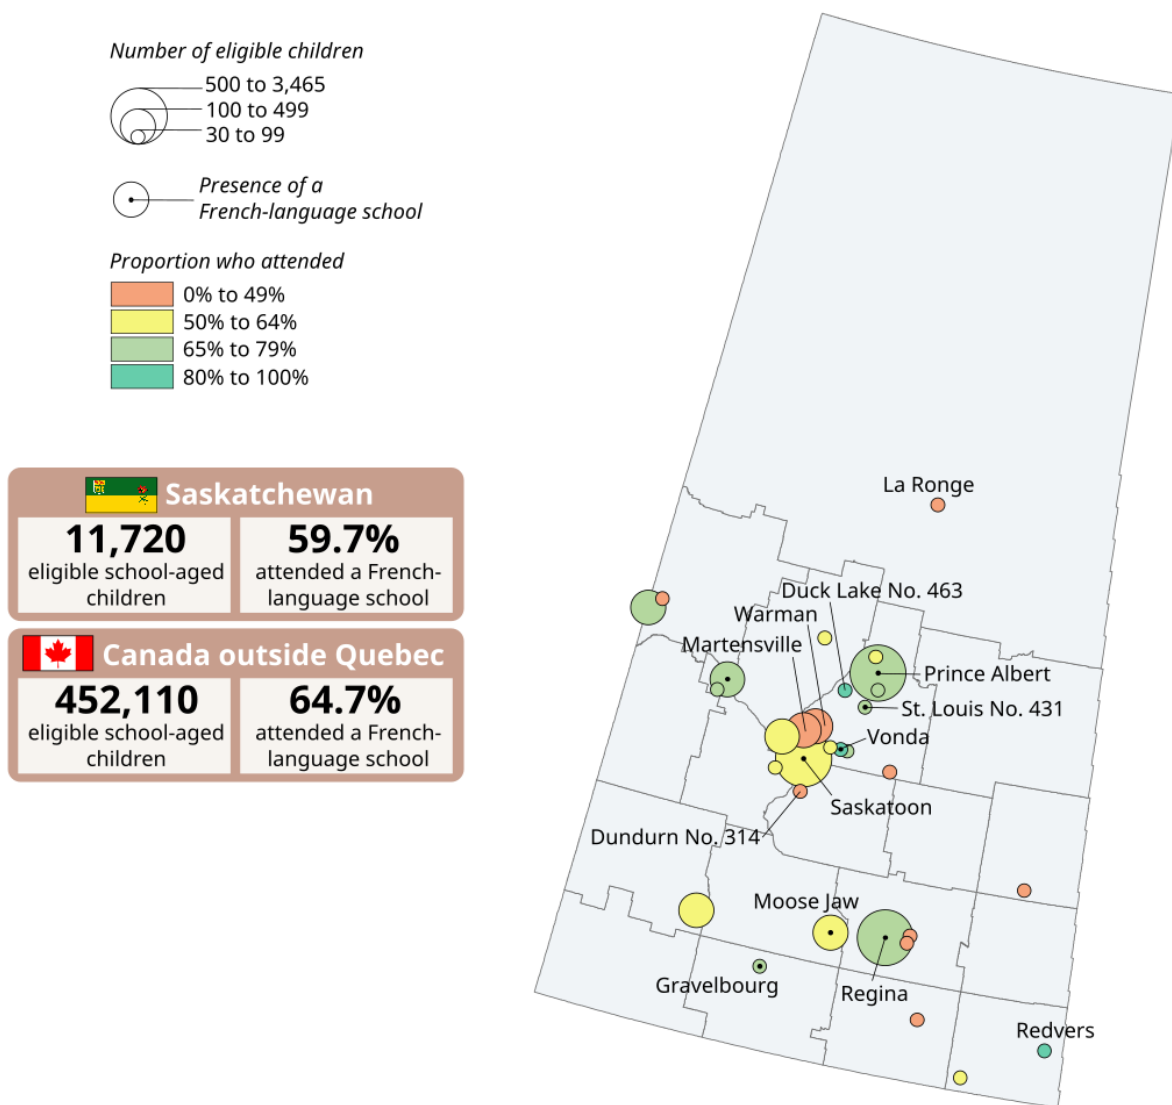 Number of eligible children
500 to 3,465
100 to 499
30 to 99
Presence of a
French-language school
Proportion who attended
0% to 49%
50% to 64%
65% to 79%
80% to 100%
Saskatchewan
11,720
eligible school-aged
children
59.7%
attended a French-
language school
Canada outside Quebec
452,110
eligible school-aged
children
64.7%
attended a French-
language school
La Ronge
Duck Lake No. 463
Warman
Martensville
Prince Albert
St. Louis No. 431
Vonda
Saskatoon
Dundurn No. 314
Moose Jaw
Gravelbourg
Regina
Redvers